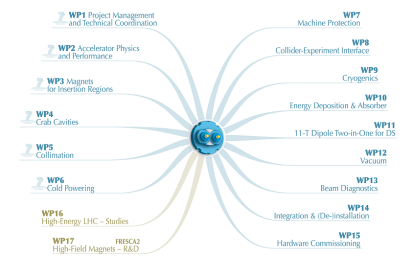 WP1 Project Management
and Technical Coordination
WP2 Accelerator Physics
and Performance
WP3 Magnets
for Insertion Regions
WP4
Crab Cavities
WP5
Collimation
WP6
Cold Powering
WP16
High-Energy LHC – Studies
WP17 FRESCA2
High-Field Magnets – R&D
WP7
Machine Protection
WP8
Collider-Experiment Interface
WP9
Cryogenics
WP10
Energy Deposition & Absorber
WP11
11-T Dipole Two-in-One for DS
WP12
Vacuum
WP13
Beam Diagnostics
WP14
Integration & (De-)installation
WP15
Hardware Commissioning